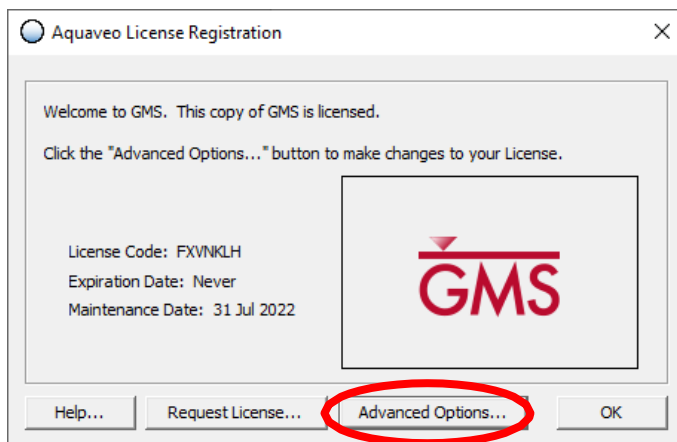 Aquaveo License Registration
Welcome to GMS. This copy of GMS is licensed.
Click the "Advanced Options..." button to make changes to your License.
License Code: FXVNKLH
Expiration Date: Never
Maintenance Date: 31 Jul 2022
GMS
Help...
Request License...
Advanced Options...
OK